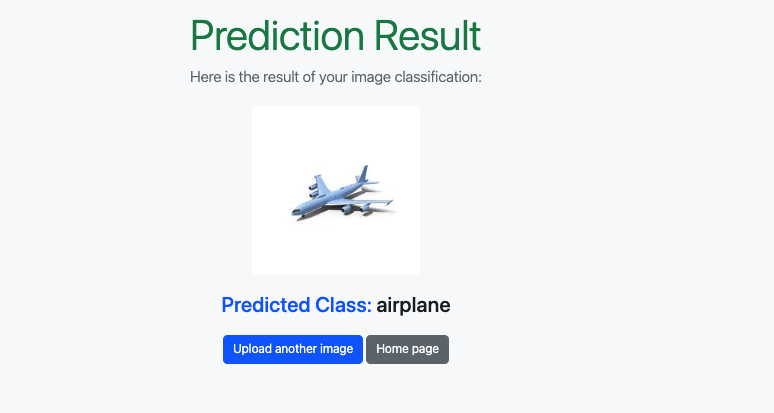 Prediction Result
Here is the result of your image classification:
Predicted Class: airplane
Upload another image Home page